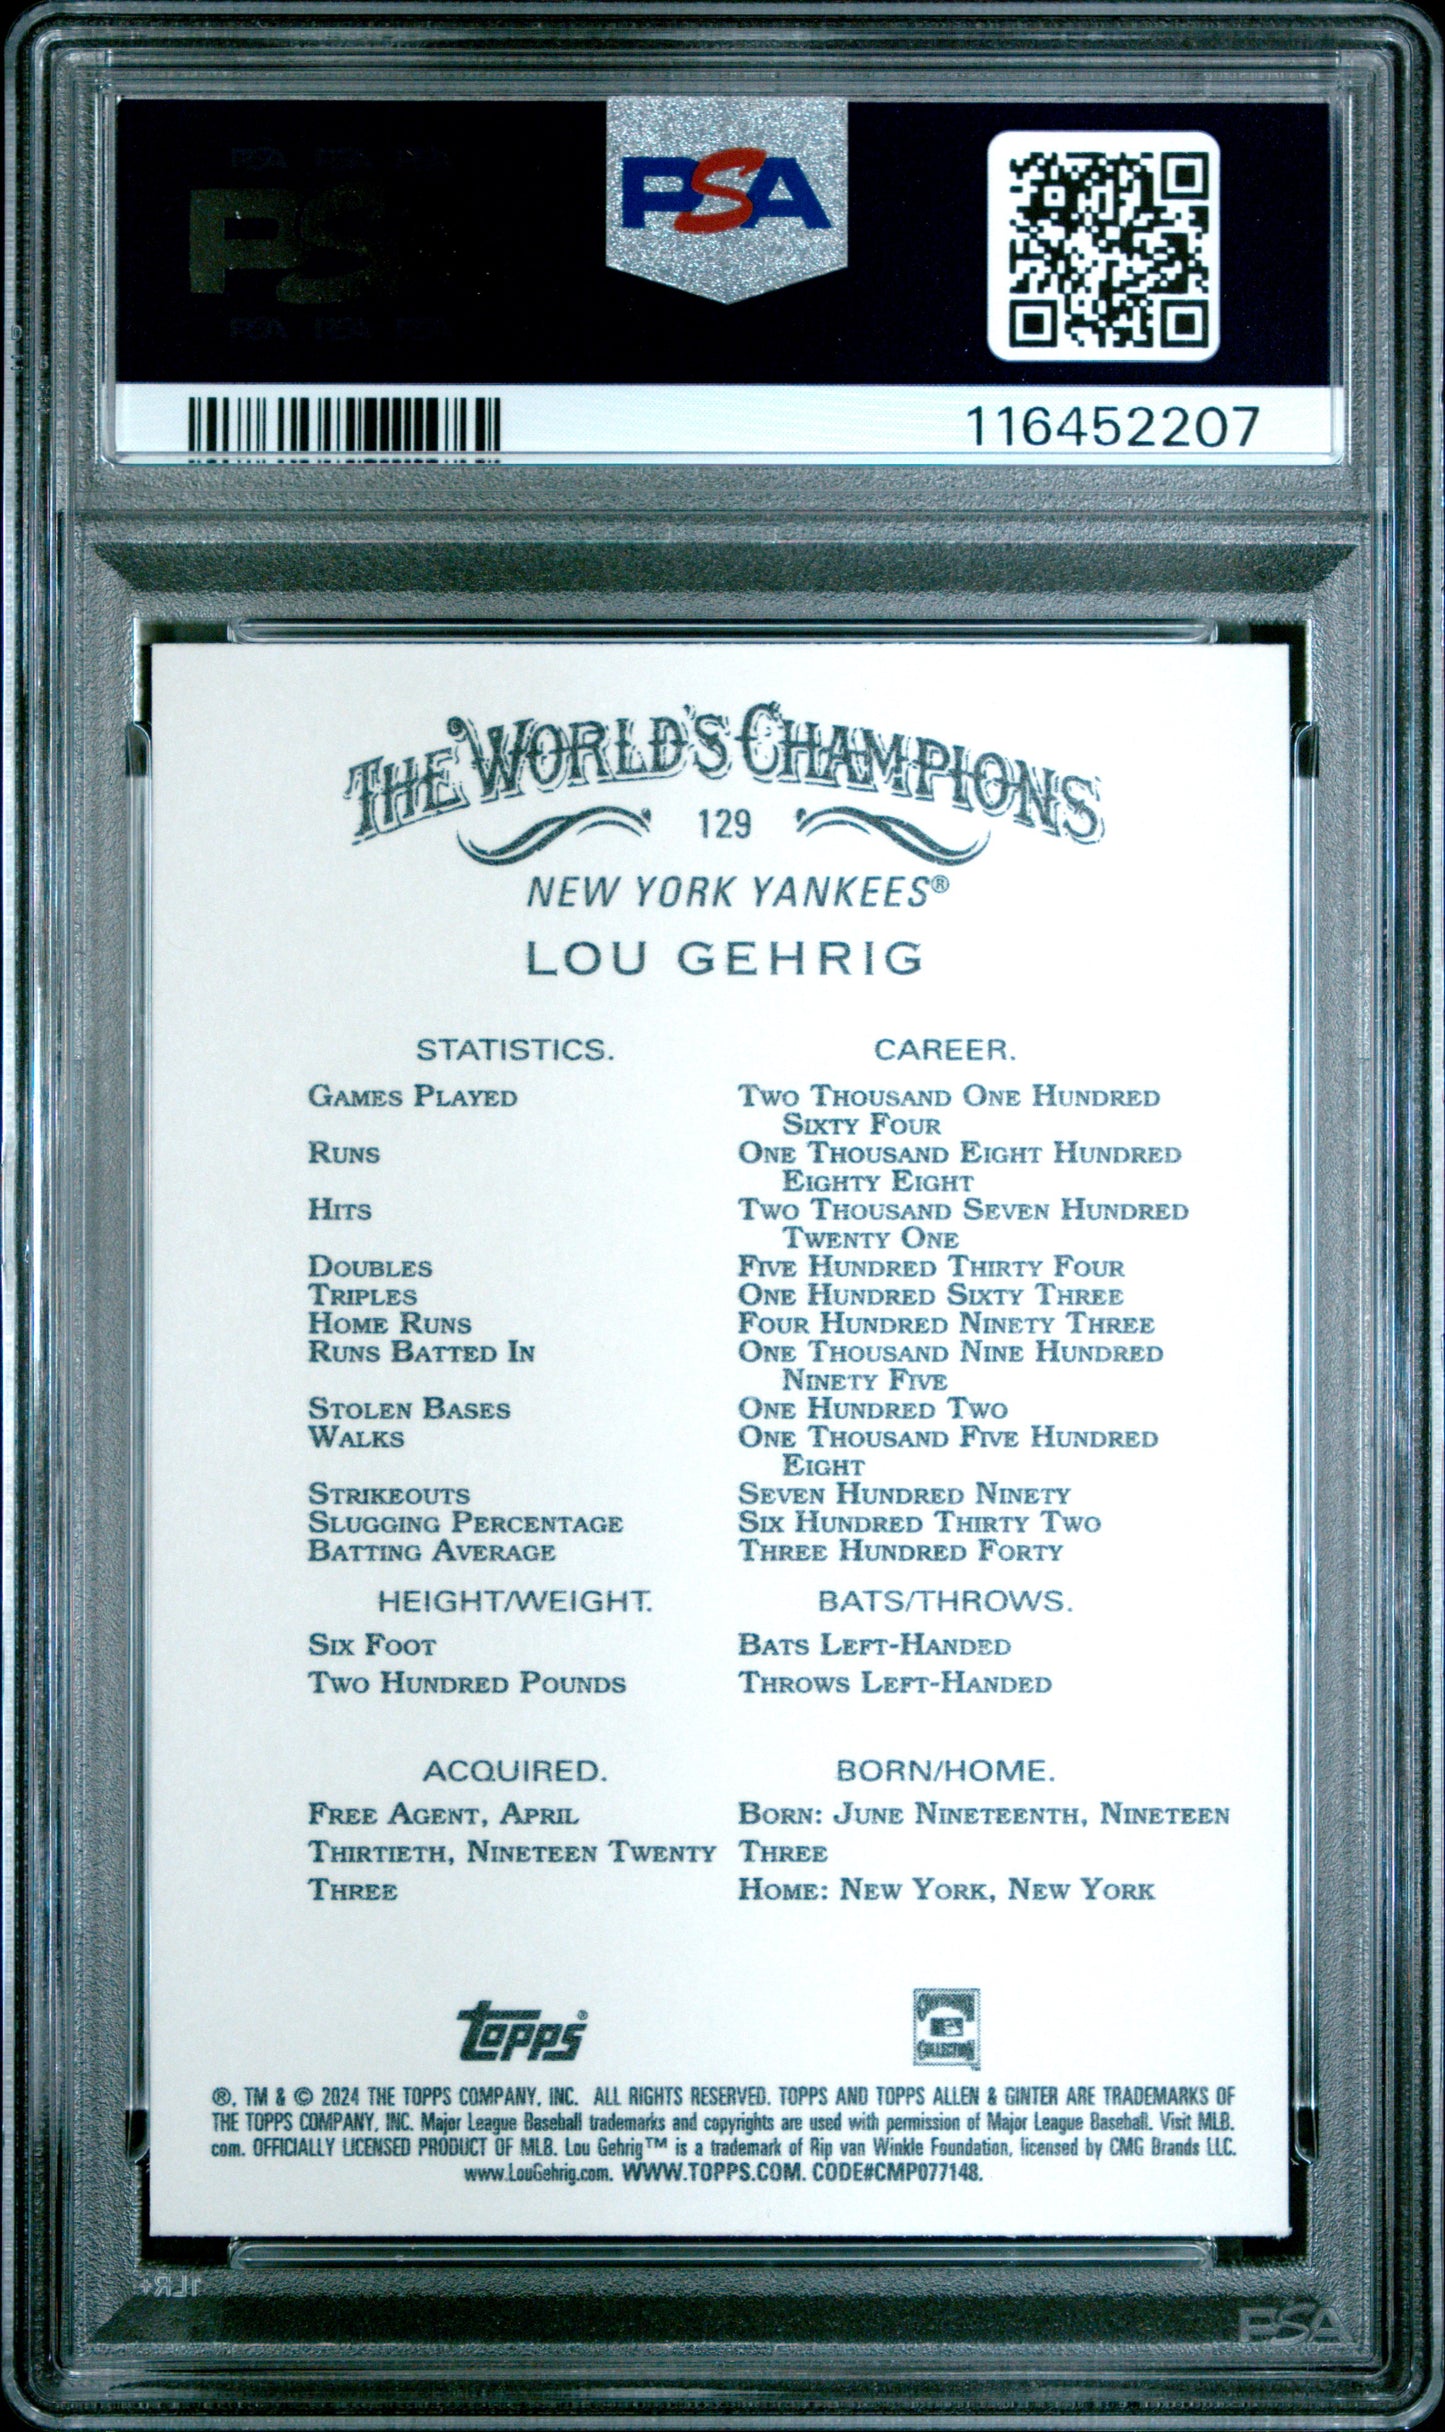 PSA
116452207
THE WORLD'S CHAMPIONS
129
NEW YORK YANKEES®
LOU GEHRIG
STATISTICS. CAREER.
GAMES PLAYED TWO THOUSAND ONE HUNDRED
SIXTY FOUR
RUNS ONE THOUSAND EIGHT HUNDRED
EIGHTY EIGHT
HITS TWO THOUSAND SEVEN HUNDRED
TWENTY ONE
DOUBLES FIVE HUNDRED THIRTY FOUR
TRIPLES ONE HUNDRED SIXTY THREE
HOME RUNS FOUR HUNDRED NINETY THREE
RUNS BATTED IN ONE THOUSAND NINE HUNDRED
NINETY FIVE
STOLEN BASES ONE HUNDRED TWO
WALKS ONE THOUSAND FIVE HUNDRED
EIGHT
STRIKEOUTS SEVEN HUNDRED NINETY
SLUGGING PERCENTAGE SIX HUNDRED THIRTY TWO
BATTING AVERAGE THREE HUNDRED FORTY
HEIGHT/WEIGHT. BATS/THROWS.
SIX FOOT BATS LEFT-HANDED
TWO HUNDRED POUNDS THROWS LEFT-HANDED
ACQUIRED. BORN/HOME.
FREE AGENT, APRIL BORN: JUNE NINETEENTH, NINETEEN
THIRTIETH, NINETEEN TWENTY THREE
THREE HOME: NEW YORK, NEW YORK
topps®
COLLECTION
®, TM & © 2024 THE TOPPS COMPANY, INC. ALL RIGHTS RESERVED. TOPPS AND TOPPS ALLEN & GINTER ARE TRADEMARKS OF
THE TOPPS COMPANY, INC. Major League Baseball trademarks and copyrights are used with permission of Major League Baseball. Visit MLB.
com. OFFICIALLY LICENSED PRODUCT OF MLB. Lou Gehrig™ is a trademark of Rip van Winkle Foundation, licensed by CMG Brands LLC.
www.LouGehrig.com. WWW.TOPPS.COM. CODE#CMP077148.
PSA